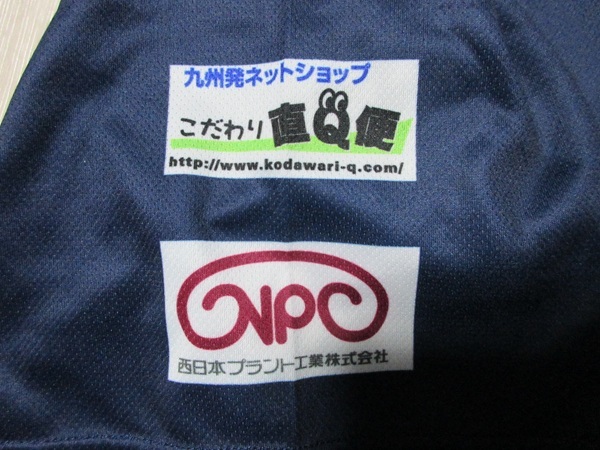 九州発ネットショップ
こだわり 直Q便
http://www.kodawari-q.com/
NPC
西日本プラント工業株式会社